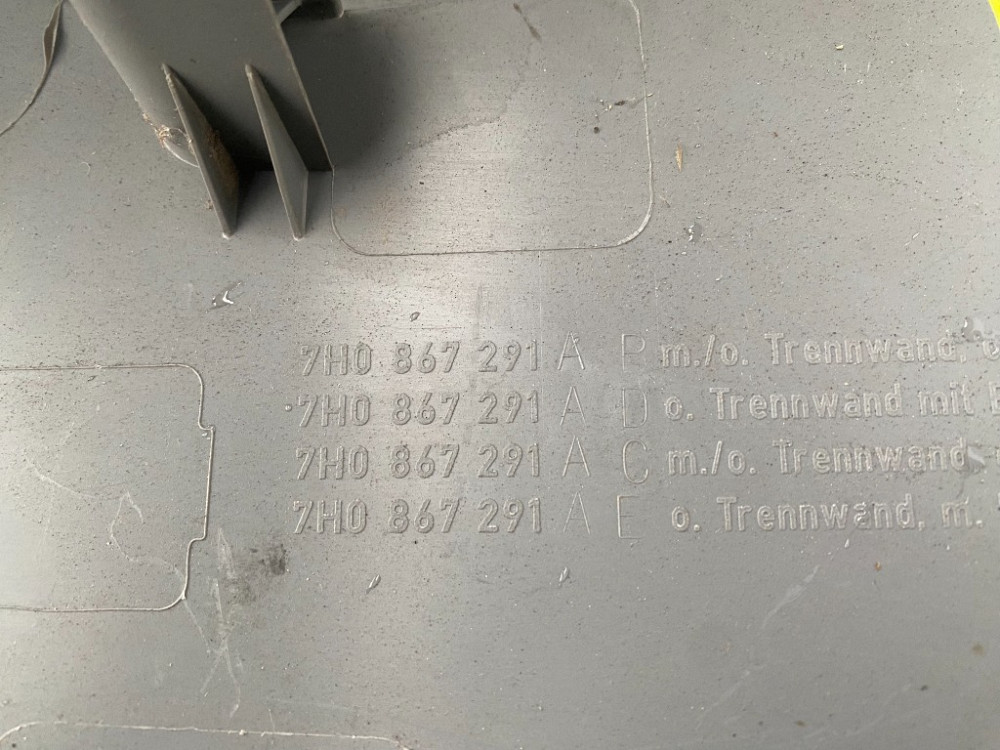 7H0 867 291 A P m./o. Trennwand,
7H0 867 291 A D o. Trennwand mit
7H0 867 291 A C m./o. Trennwand
7H0 867 291 A E o. Trennwand, m.